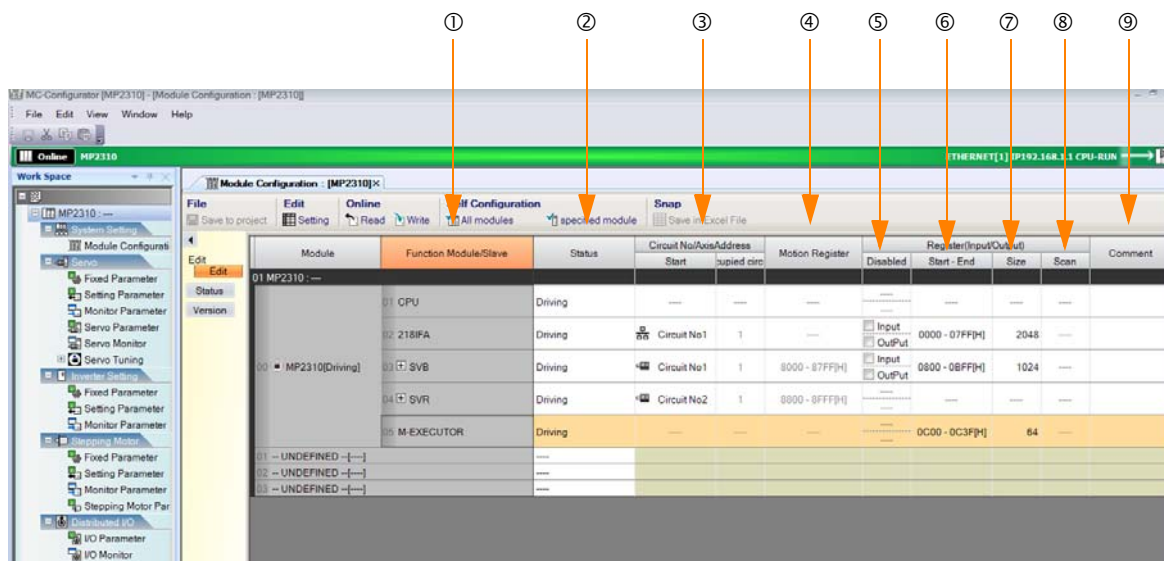 ① ② ③ ④ ⑤ ⑥ ⑦ ⑧ ⑨
MC-Configurator [MP2310] - [Module Configuration : [MP2310]]
File Edit View Window Help
Online MP2310 ETHERNET[1] IP192.168.1.1 CPU-RUN
Work Space
Module Configuration : [MP2310]
File Edit Online Self Configuration Snap
Save to project Setting Read Write All modules specified module Save in Excel File
MP2310 : ---
System Setting
Module Configurati
Servo
Fixed Parameter
Setting Parameter
Monitor Parameter
Servo Parameter
Servo Monitor
Servo Tuning
Inverter Setting
Fixed Parameter
Setting Parameter
Monitor Parameter
Stepping Motor
Fixed Parameter
Setting Parameter
Monitor Parameter
Stepping Motor Par
Distributed I/O
I/O Parameter
I/O Monitor
Edit
Edit
Status
Version
Module Function Module/Slave Status Circuit No/AxisAddress Motion Register Register(Input/Output) Comment
Start cupied circ Disabled Start - End Size Scan
01 MP2310 : ---
00 MP2310[Driving]
01 CPU Driving ---- ---- ---- ---- ---- ---- ----
----
02 218IFA Driving Circuit No1 1 ---- Input 0000 - 07FF[H] 2048 ----
OutPut
03 SVB Driving Circuit No1 1 8000 - 87FF[H] Input 0800 - 0BFF[H] 1024 ----
OutPut
04 SVR Driving Circuit No2 1 8800 - 8FFF[H] ---- ---- ---- ----
----
05 M-EXECUTOR Driving ---- ---- ---- ---- 0C00 - 0C3F[H] 64 ----
----
01 -- UNDEFINED --[----] ----
02 -- UNDEFINED --[----] ----
03 -- UNDEFINED --[----] ----